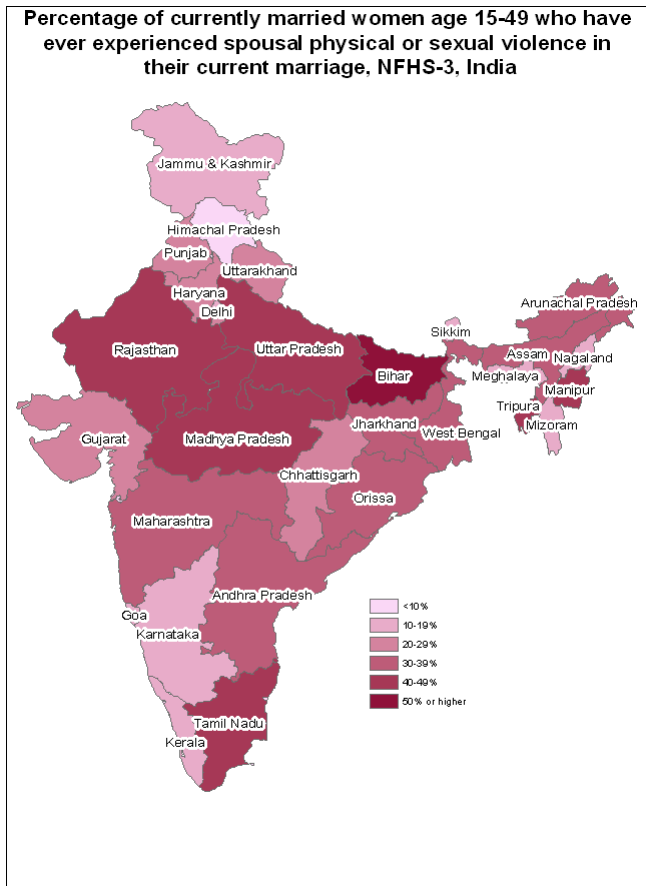 Percentage of currently married women age 15-49 who have
ever experienced spousal physical or sexual violence in
their current marriage, NFHS-3, India
Jammu & Kashmir
Himachal Pradesh
Punjab
Uttarakhand
Haryana
Delhi
Arunachal Pradesh
Sikkim
Rajasthan
Uttar Pradesh
Assam
Nagaland
Bihar
Meghalaya
Manipur
Tripura
Mizoram
Gujarat
Madhya Pradesh
Jharkhand
West Bengal
Chhattisgarh
Orissa
Maharashtra
Andhra Pradesh
Goa
Karnataka
Tamil Nadu
Kerala
<10%
10-19%
20-29%
30-39%
40-49%
50% or higher